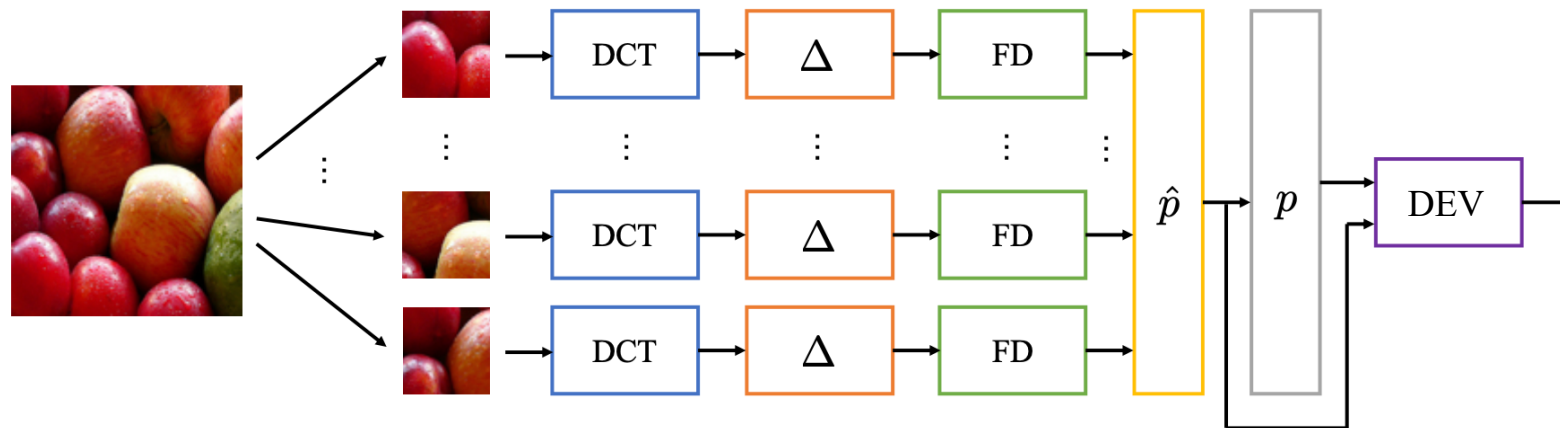 DCT Δ FD
⋮ ⋮ ⋮ ⋮ ⋮ ⋮
DCT Δ FD p̂ p DEV
DCT Δ FD